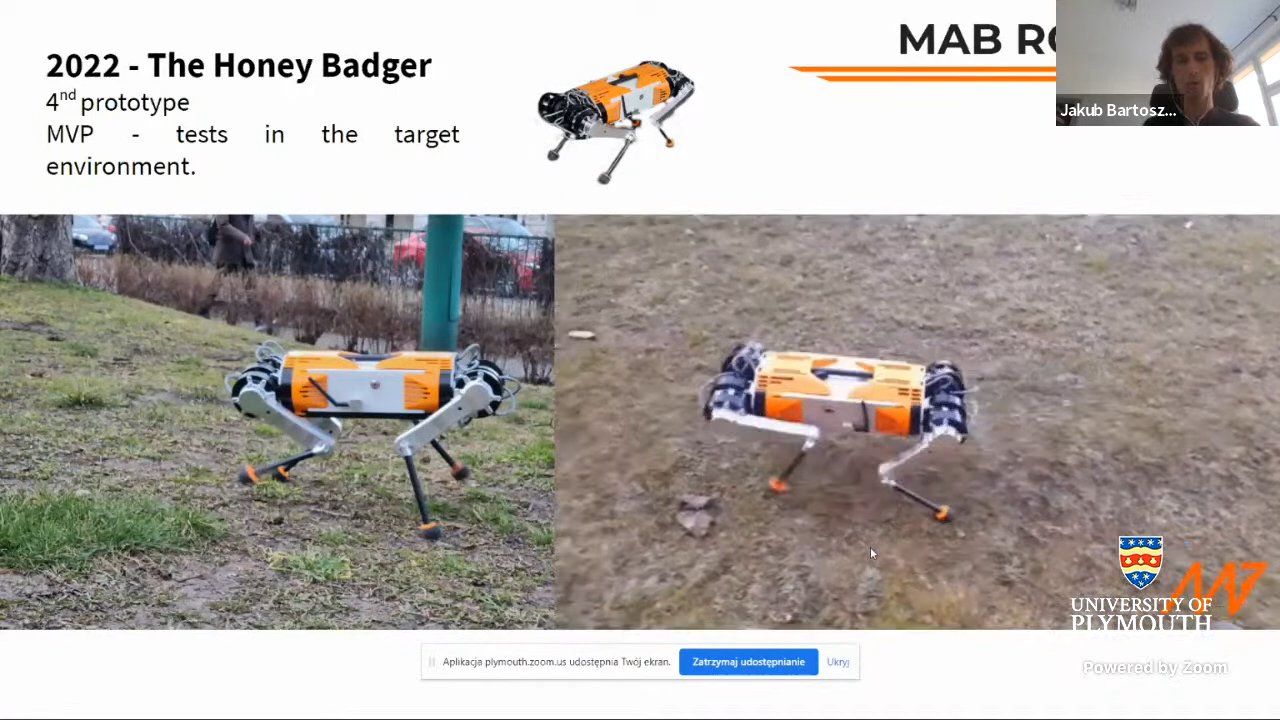 2022 - The Honey Badger
4nd prototype
MVP - tests in the target
environment.
MAB RO
Jakub Bartosz...
UNIVERSITY OF
PLYMOUTH
Powered by Zoom
Aplikacja plymouth.zoom.us udostępnia Twój ekran.
Zatrzymaj udostępnianie
Ukryj